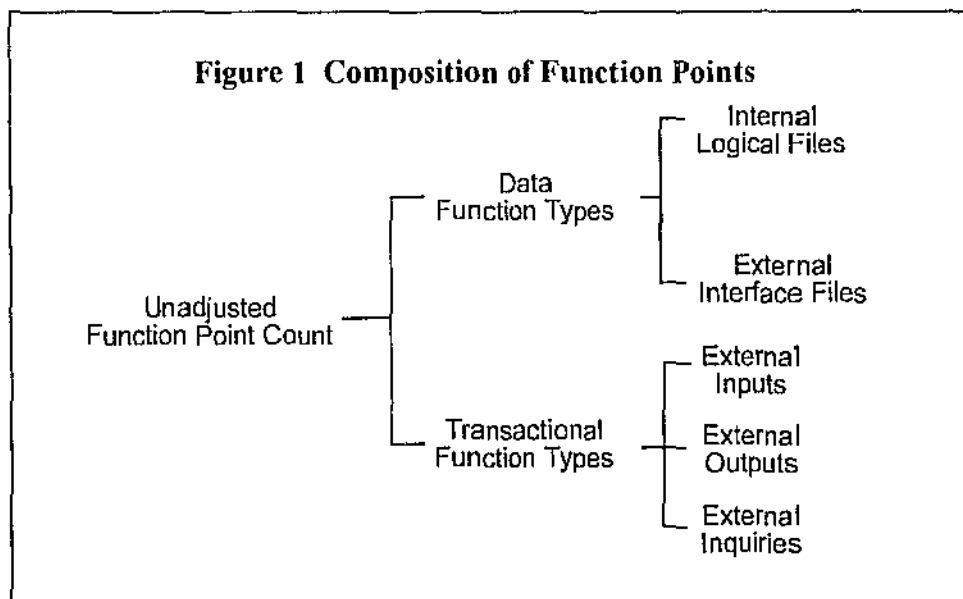 Figure 1 Composition of Function Points
Internal
Logical Files
Data
Function Types
External
Interface Files
Unadjusted
Function Point Count
External
Inputs
Transactional
Function Types
External
Outputs
External
Inquiries